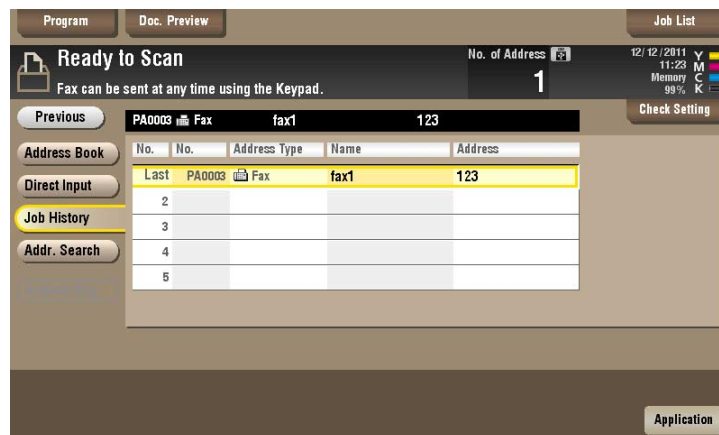 Program Doc. Preview Job List
Ready to Scan
No. of Address
1
Fax can be sent at any time using the Keypad.
12/12/2011
11:23
Memory
99%
Y
M
C
K
Previous
Check Setting
PA0003 Fax fax1 123
Address Book
Direct Input
Job History
Addr. Search
No. No. Address Type Name Address
Last PA0003 Fax fax1 123
2
3
4
5
Application